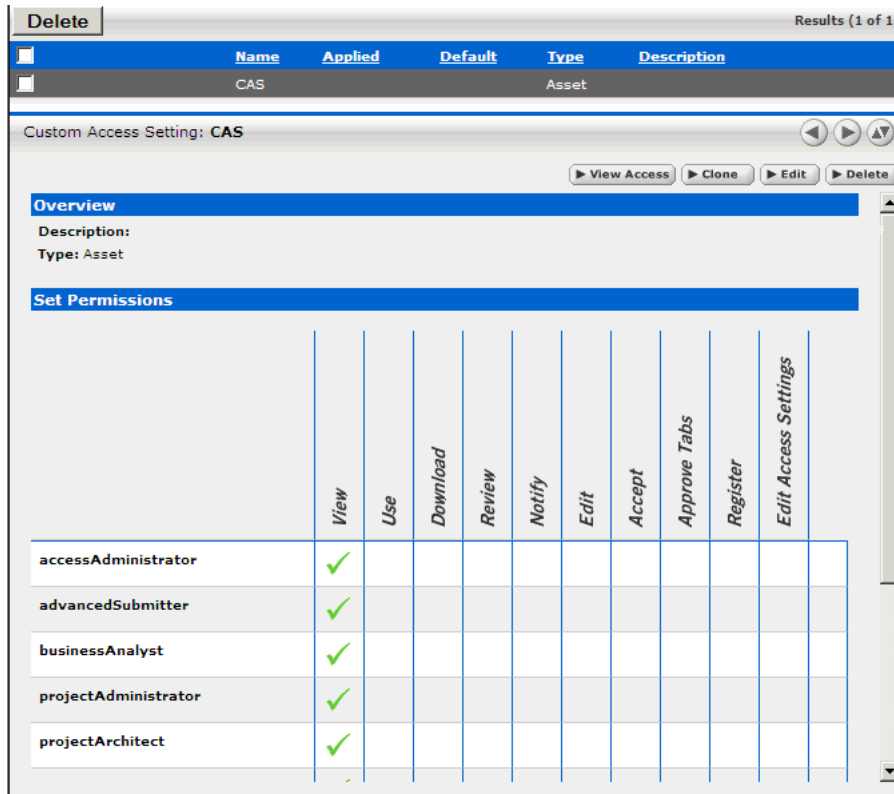 Delete
Results (1 of 1
Name Applied Default Type Description
CAS Asset
Custom Access Setting: CAS
View Access Clone Edit Delete
Overview
Description:
Type: Asset
Set Permissions
View Use Download Review Notify Edit Accept Approve Tabs Register Edit Access Settings
accessAdministrator
advancedSubmitter
businessAnalyst
projectAdministrator
projectArchitect